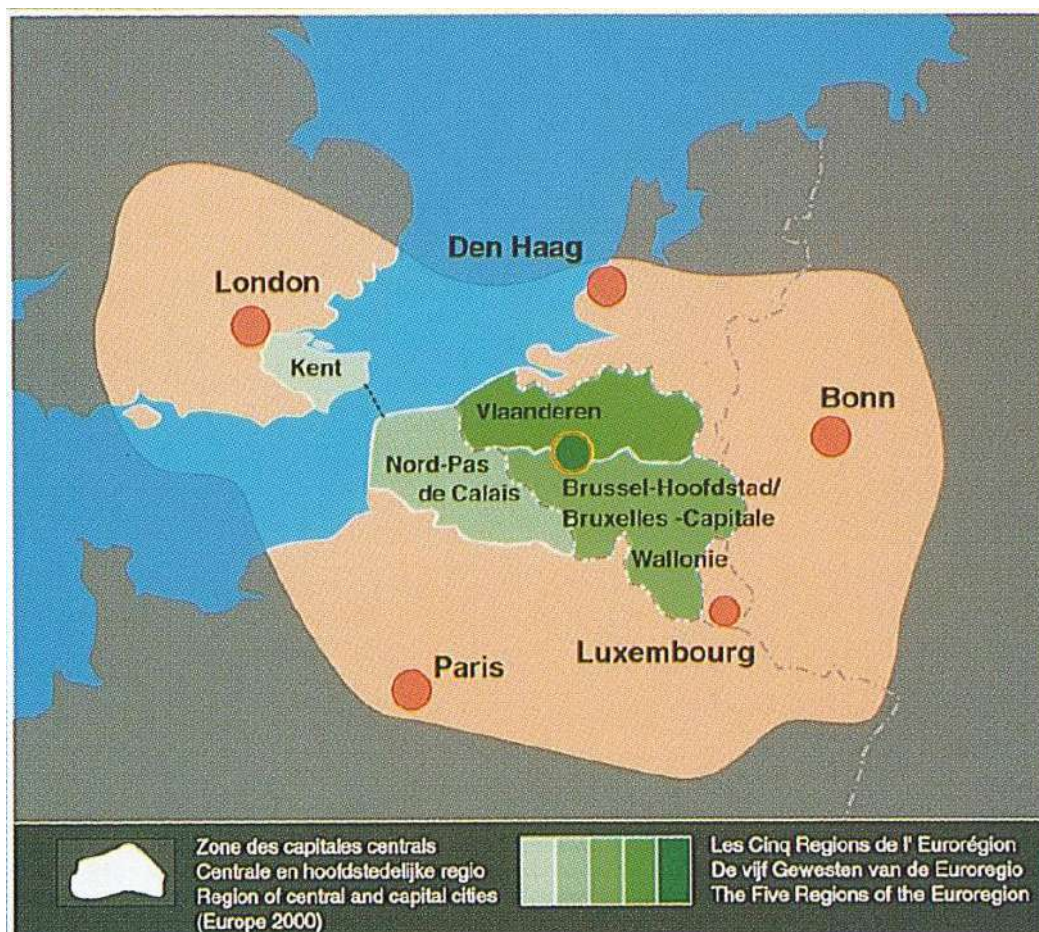 Den Haag
London
Kent
Bonn
Vlaanderen
Nord-Pas
de Calais
Brussel-Hoofdstad/
Bruxelles -Capitale
Wallonie
Luxembourg
Paris
Zone des capitales centrals
Centrale en hoofdstedelijke regio
Region of central and capital cities
(Europe 2000)
Les Cinq Regions de l' Eurorégion
De vijf Gewesten van de Euroregio
The Five Regions of the Euroregion